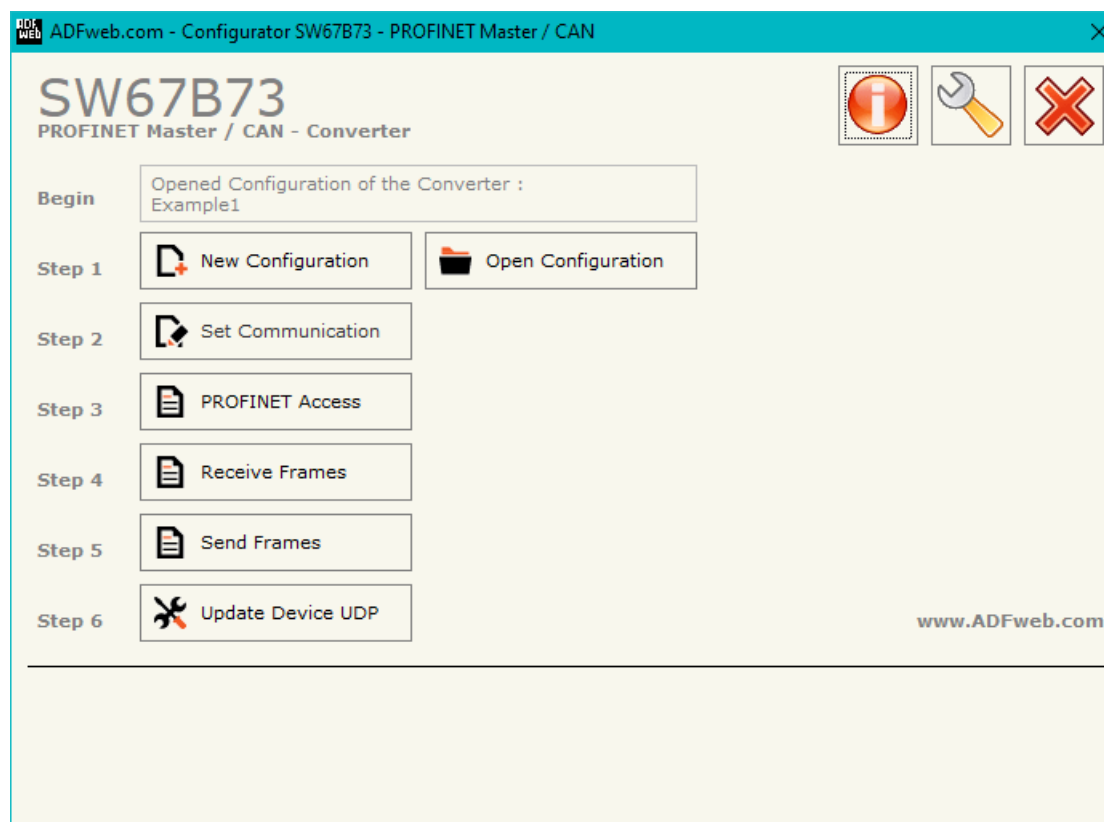 ADF
web ADFweb.com - Configurator SW67B73 - PROFINET Master / CAN
SW67B73
PROFINET Master / CAN - Converter
Begin
Opened Configuration of the Converter :
Example1
Step 1
New Configuration
Open Configuration
Step 2
Set Communication
Step 3
PROFINET Access
Step 4
Receive Frames
Step 5
Send Frames
Step 6
Update Device UDP
www.ADFweb.com